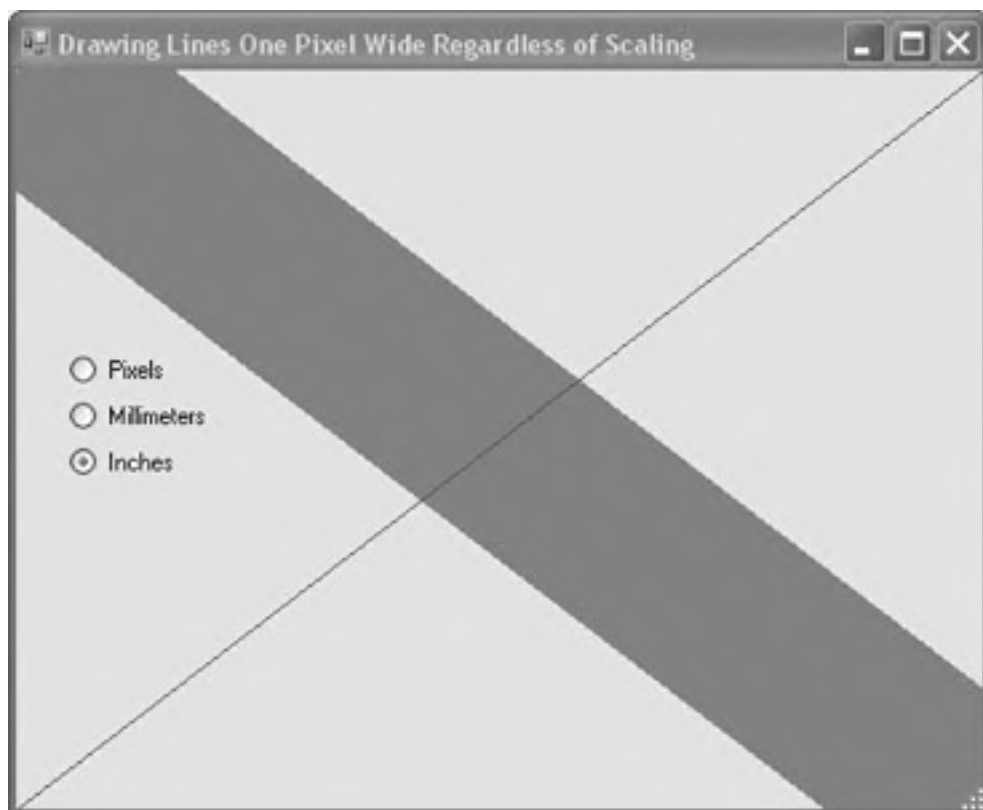 Drawing Lines One Pixel Wide Regardless of Scaling
Pixels
Millimeters
Inches